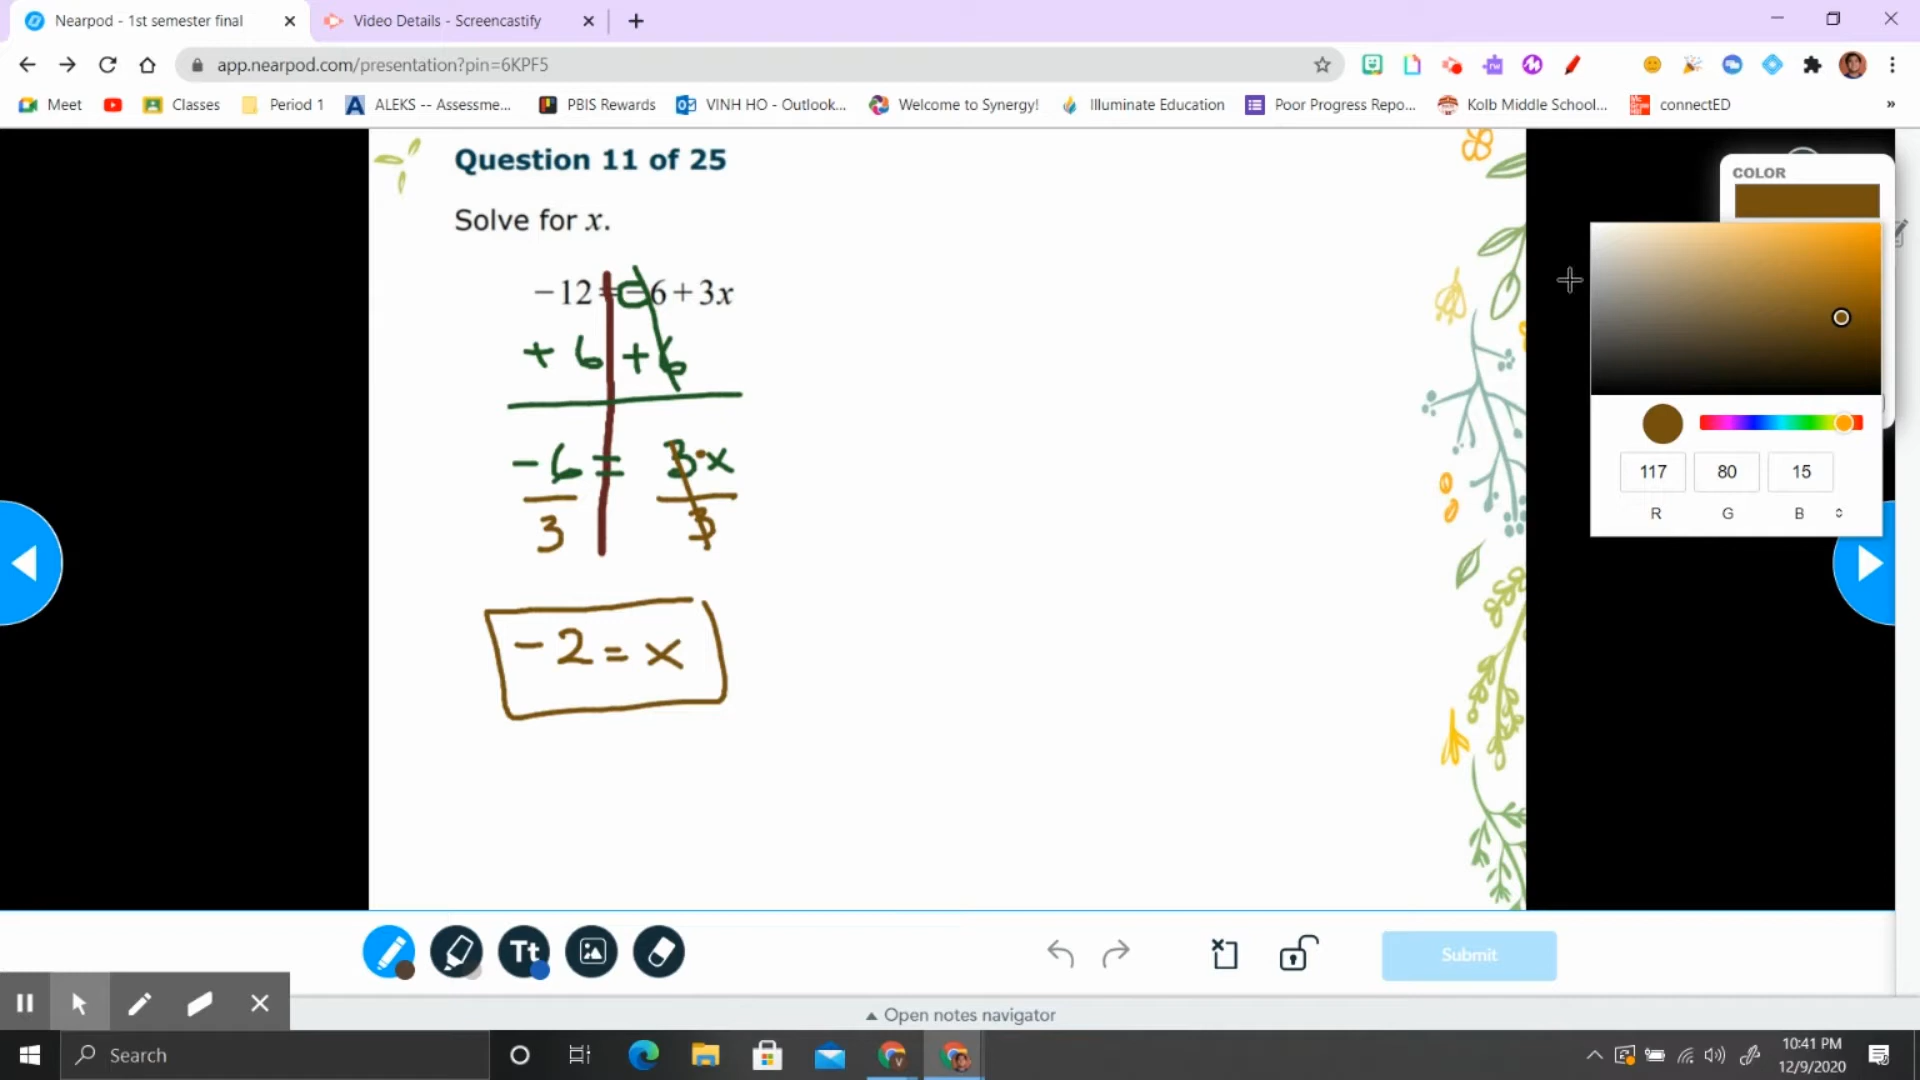 Nearpod - 1st semester final
Video Details - Screencastify
app.nearpod.com/presentation?pin=6KPF5
Meet
Classes
Period 1
ALEKS -- Assessme...
PBIS Rewards
VINH HO - Outlook...
Welcome to Synergy!
Illuminate Education
Poor Progress Repo...
Kolb Middle School...
connectED
»
Question 11 of 25
Solve for x.
−12 = −6 + 3x
+ 6 + 6
- 6 = 3·x
3 3
- 2 = x
COLOR
117 80 15
R G B
Tt
Submit
Open notes navigator
Search
10:41 PM
12/9/2020